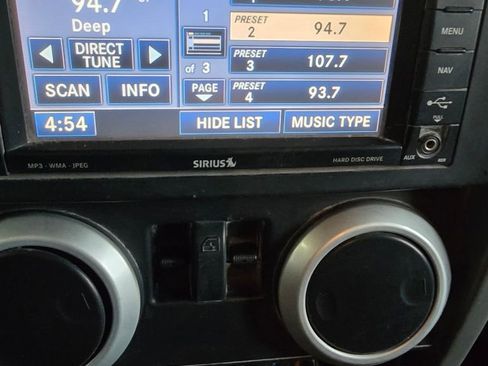 94.7
Deep
DIRECT TUNE
SCAN INFO
4:54
1
of 3
PAGE
PRESET 2 94.7
PRESET 3 107.7
PRESET 4 93.7
HIDE LIST MUSIC TYPE
MENU
NAV
PULL
AUX
MP3 · WMA · JPEG
SIRIUS
HARD DISC DRIVE